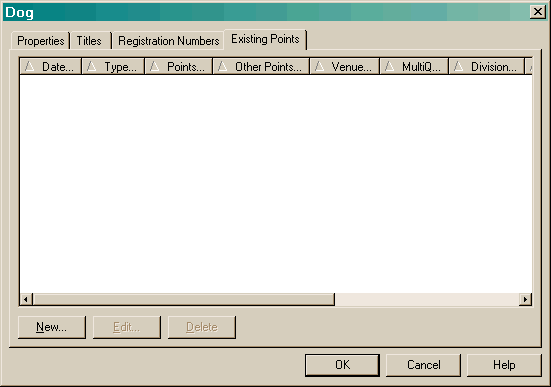 Dog
Properties Titles Registration Numbers Existing Points
Date... Type... Points... Other Points... Venue... MultiQ... Division...
New... Edit... Delete
OK Cancel Help